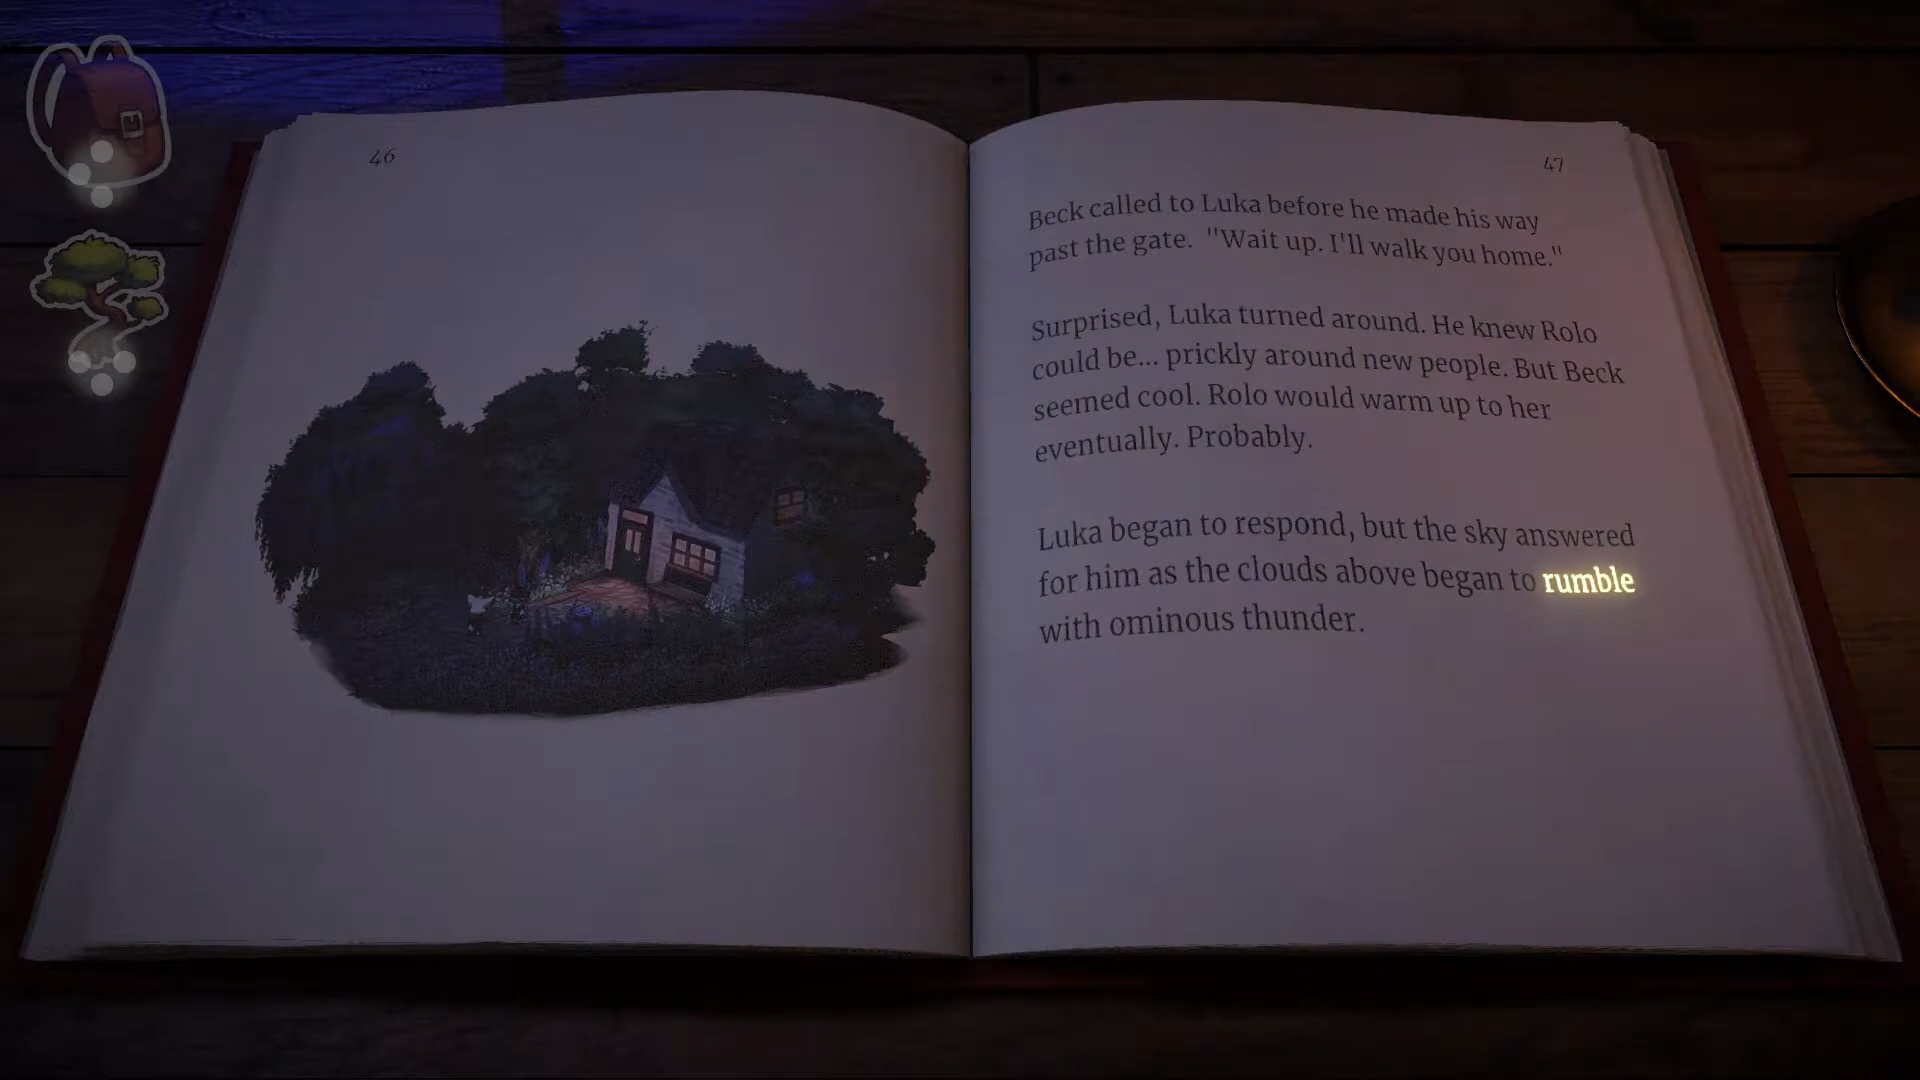 46
47
Beck called to Luka before he made his way
past the gate.  "Wait up. I'll walk you home."
Surprised, Luka turned around. He knew Rolo
could be... prickly around new people. But Beck
seemed cool. Rolo would warm up to her
eventually. Probably.
Luka began to respond, but the sky answered
for him as the clouds above began to rumble
with ominous thunder.